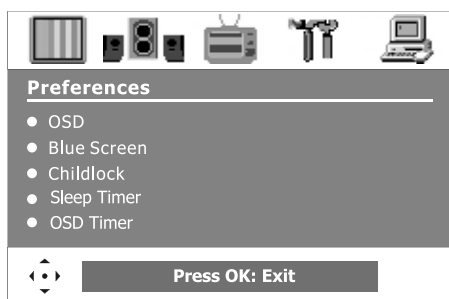 Preferences
OSD
Blue Screen
Childlock
Sleep Timer
OSD Timer
Press OK: Exit